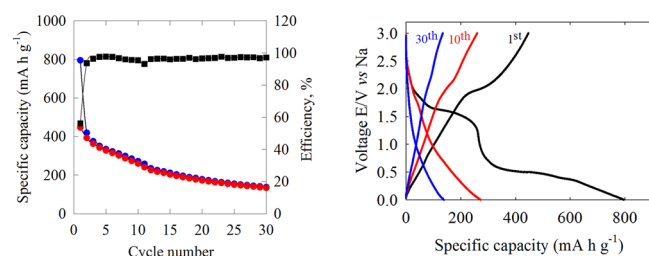 1000
800
600
400
200
0
Specific capacity (mA h g⁻¹)
0 5 10 15 20 25 30
Cycle number
120
100
80
60
40
20
0
Efficiency, %
3.0
2.5
2.0
1.5
1.0
0.5
0.0
Voltage E/V vs Na
30th 10th 1st
0 200 400 600 800
Specific capacity (mA h g⁻¹)